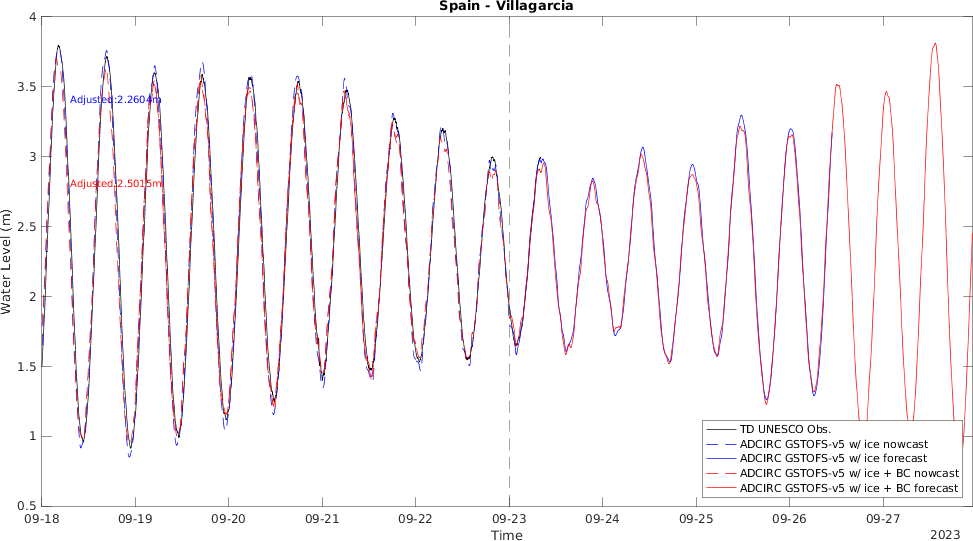 Spain - Villagarcia
4
3.5
3
2.5
2
1.5
1
0.5
Water Level (m)
Adjusted:2.2604m
Adjusted:2.5015m
TD UNESCO Obs.
ADCIRC GSTOFS-v5 w/ ice nowcast
ADCIRC GSTOFS-v5 w/ ice forecast
ADCIRC GSTOFS-v5 w/ ice + BC nowcast
ADCIRC GSTOFS-v5 w/ ice + BC forecast
09-18 09-19 09-20 09-21 09-22 09-23 09-24 09-25 09-26 09-27
Time
2023